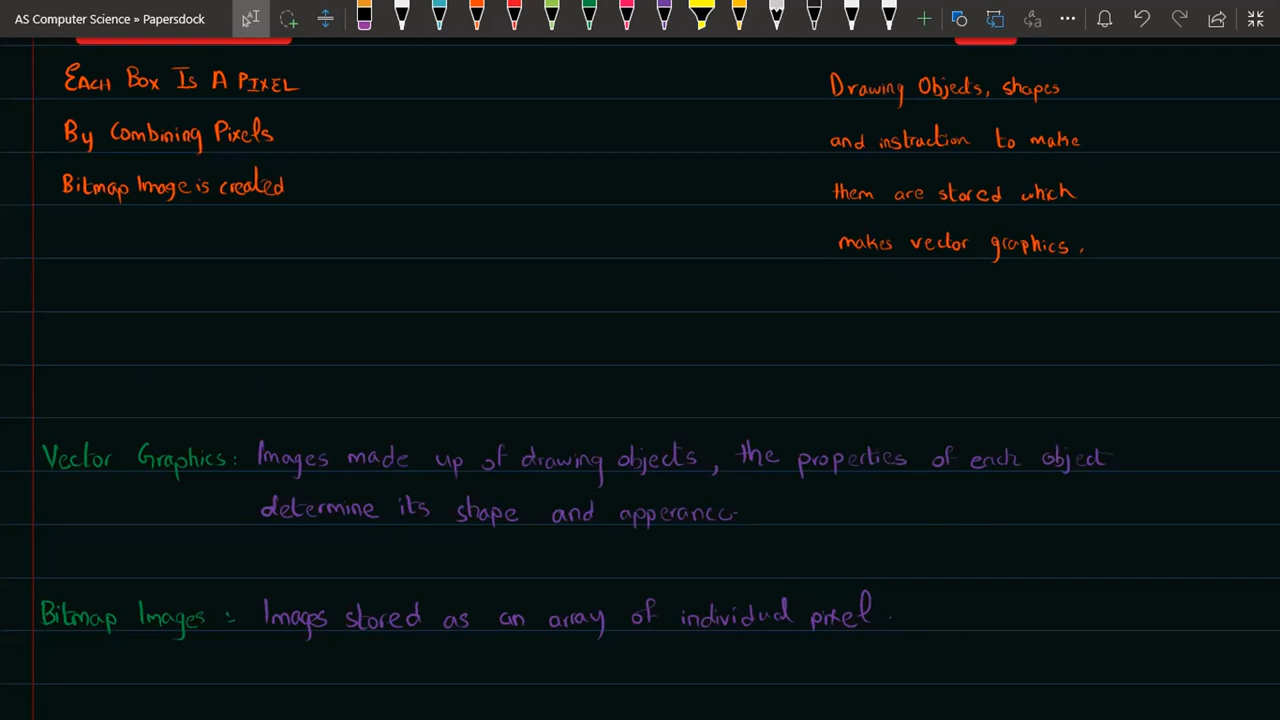 AS Computer Science » Papersdock
EACH BOX IS A PIXEL
By Combining Pixels
Bitmap Image is created
Drawing Objects, shapes
and instraction to make
them are stored which
makes vector graphics.
Vector Graphics: Images made up of drawing objects, the properties of each object
determine its shape and apperance
Bitmap Images: Images stored as an array of individual pixel.